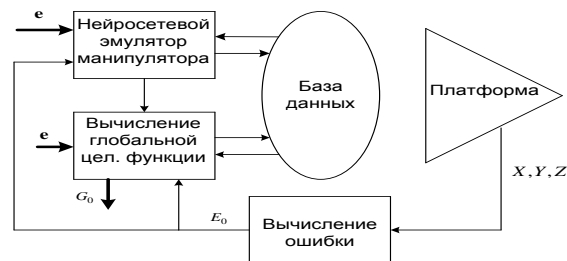 e
Нейросетевой
эмулятор
манипулятора
База
данных
Платформа
e
Вычисление
глобальной
цел. функции
G₀
X,Y,Z
E₀
Вычисление
ошибки